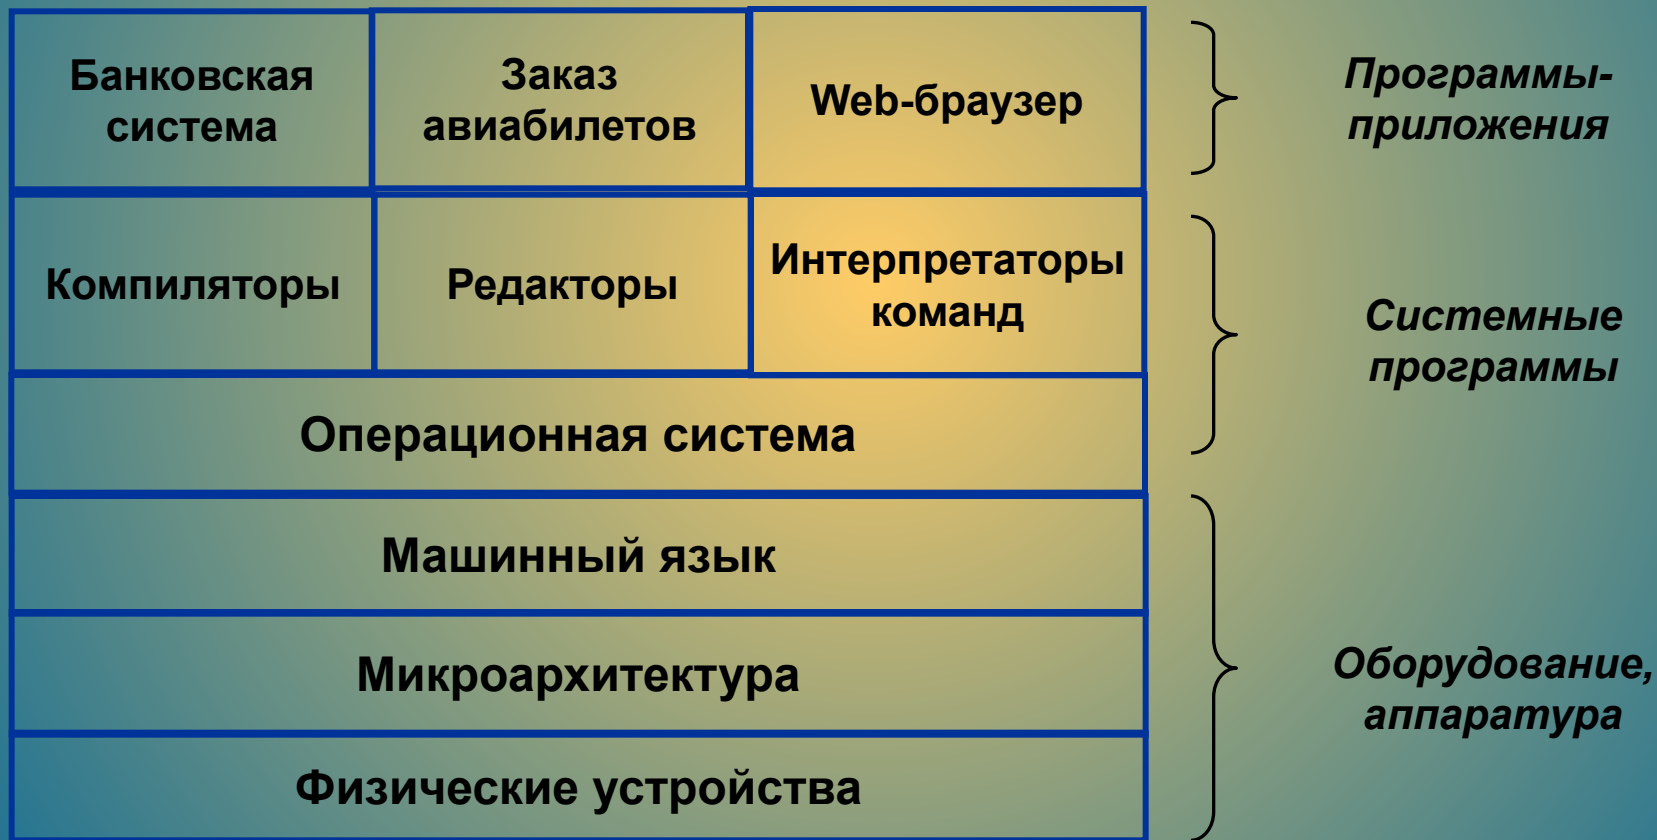 Банковская
система
Заказ
авиабилетов
Web-браузер
Программы-
приложения
Компиляторы
Редакторы
Интерпретаторы
команд
Системные
программы
Операционная система
Машинный язык
Микроархитектура
Оборудование,
аппаратура
Физические устройства